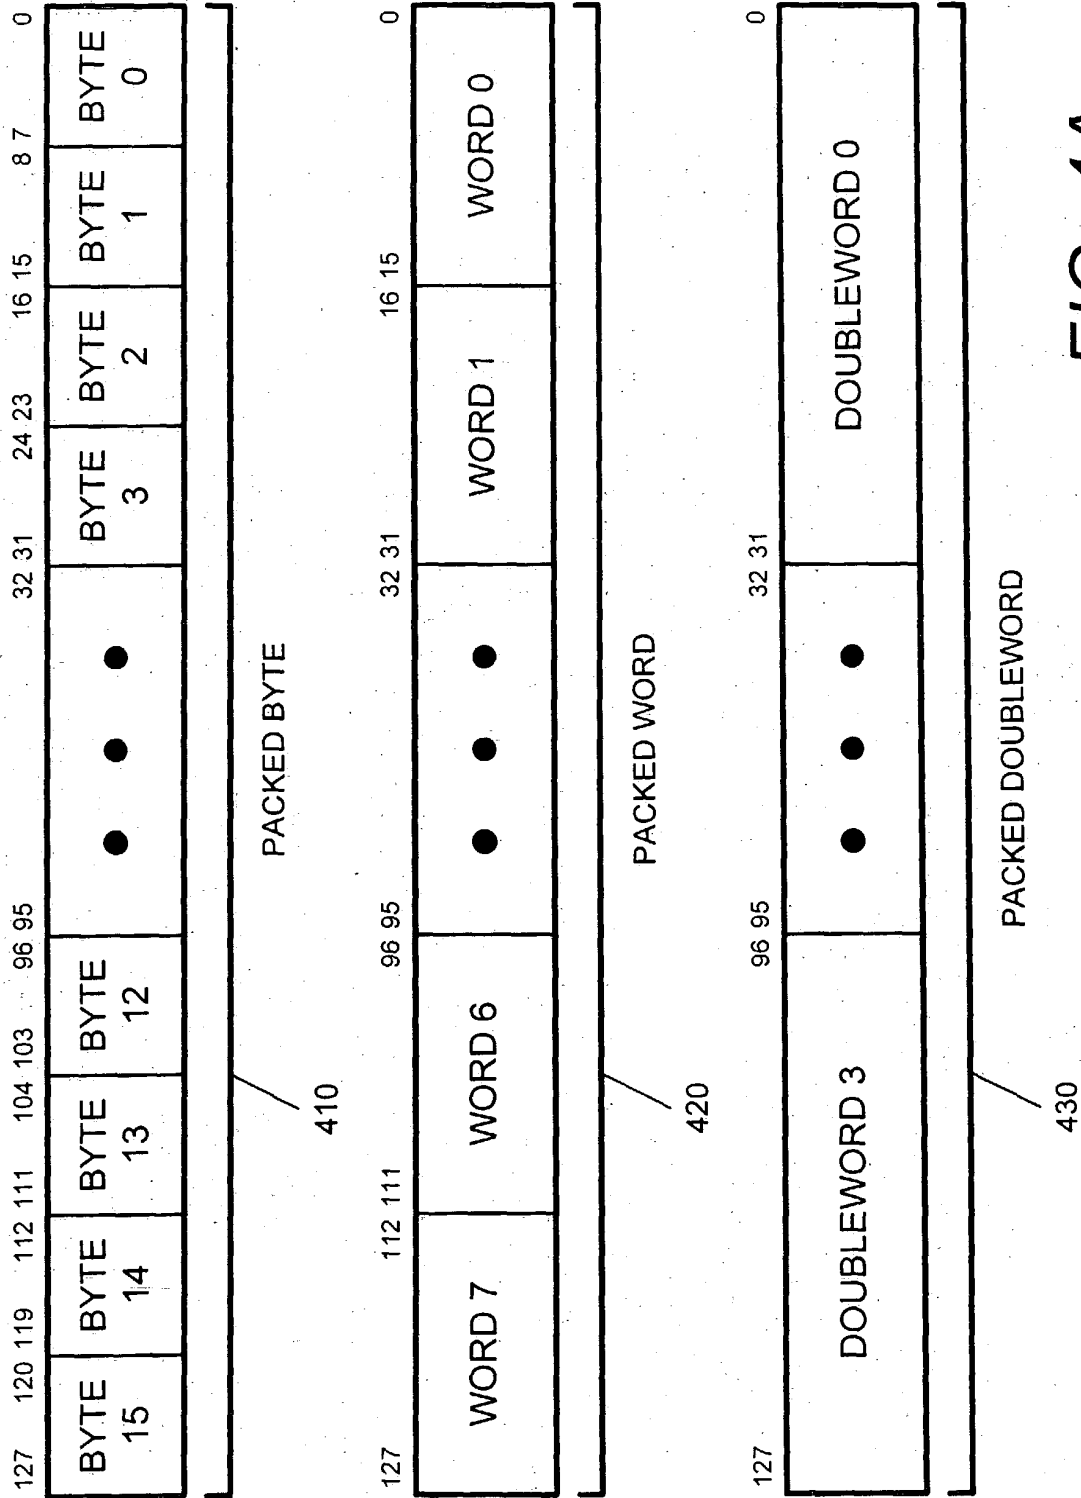 127 120 119 112 111 104 103 96 95 32 31 24 23 16 15 8 7 0
BYTE 15 BYTE 14 BYTE 13 BYTE 12 BYTE 3 BYTE 2 BYTE 1 BYTE 0
410
PACKED BYTE
127 112 111 96 95 32 31 16 15 0
WORD 7 WORD 6 WORD 1 WORD 0
420
PACKED WORD
127 96 95 32 31 0
DOUBLEWORD 3 DOUBLEWORD 0
430
PACKED DOUBLEWORD